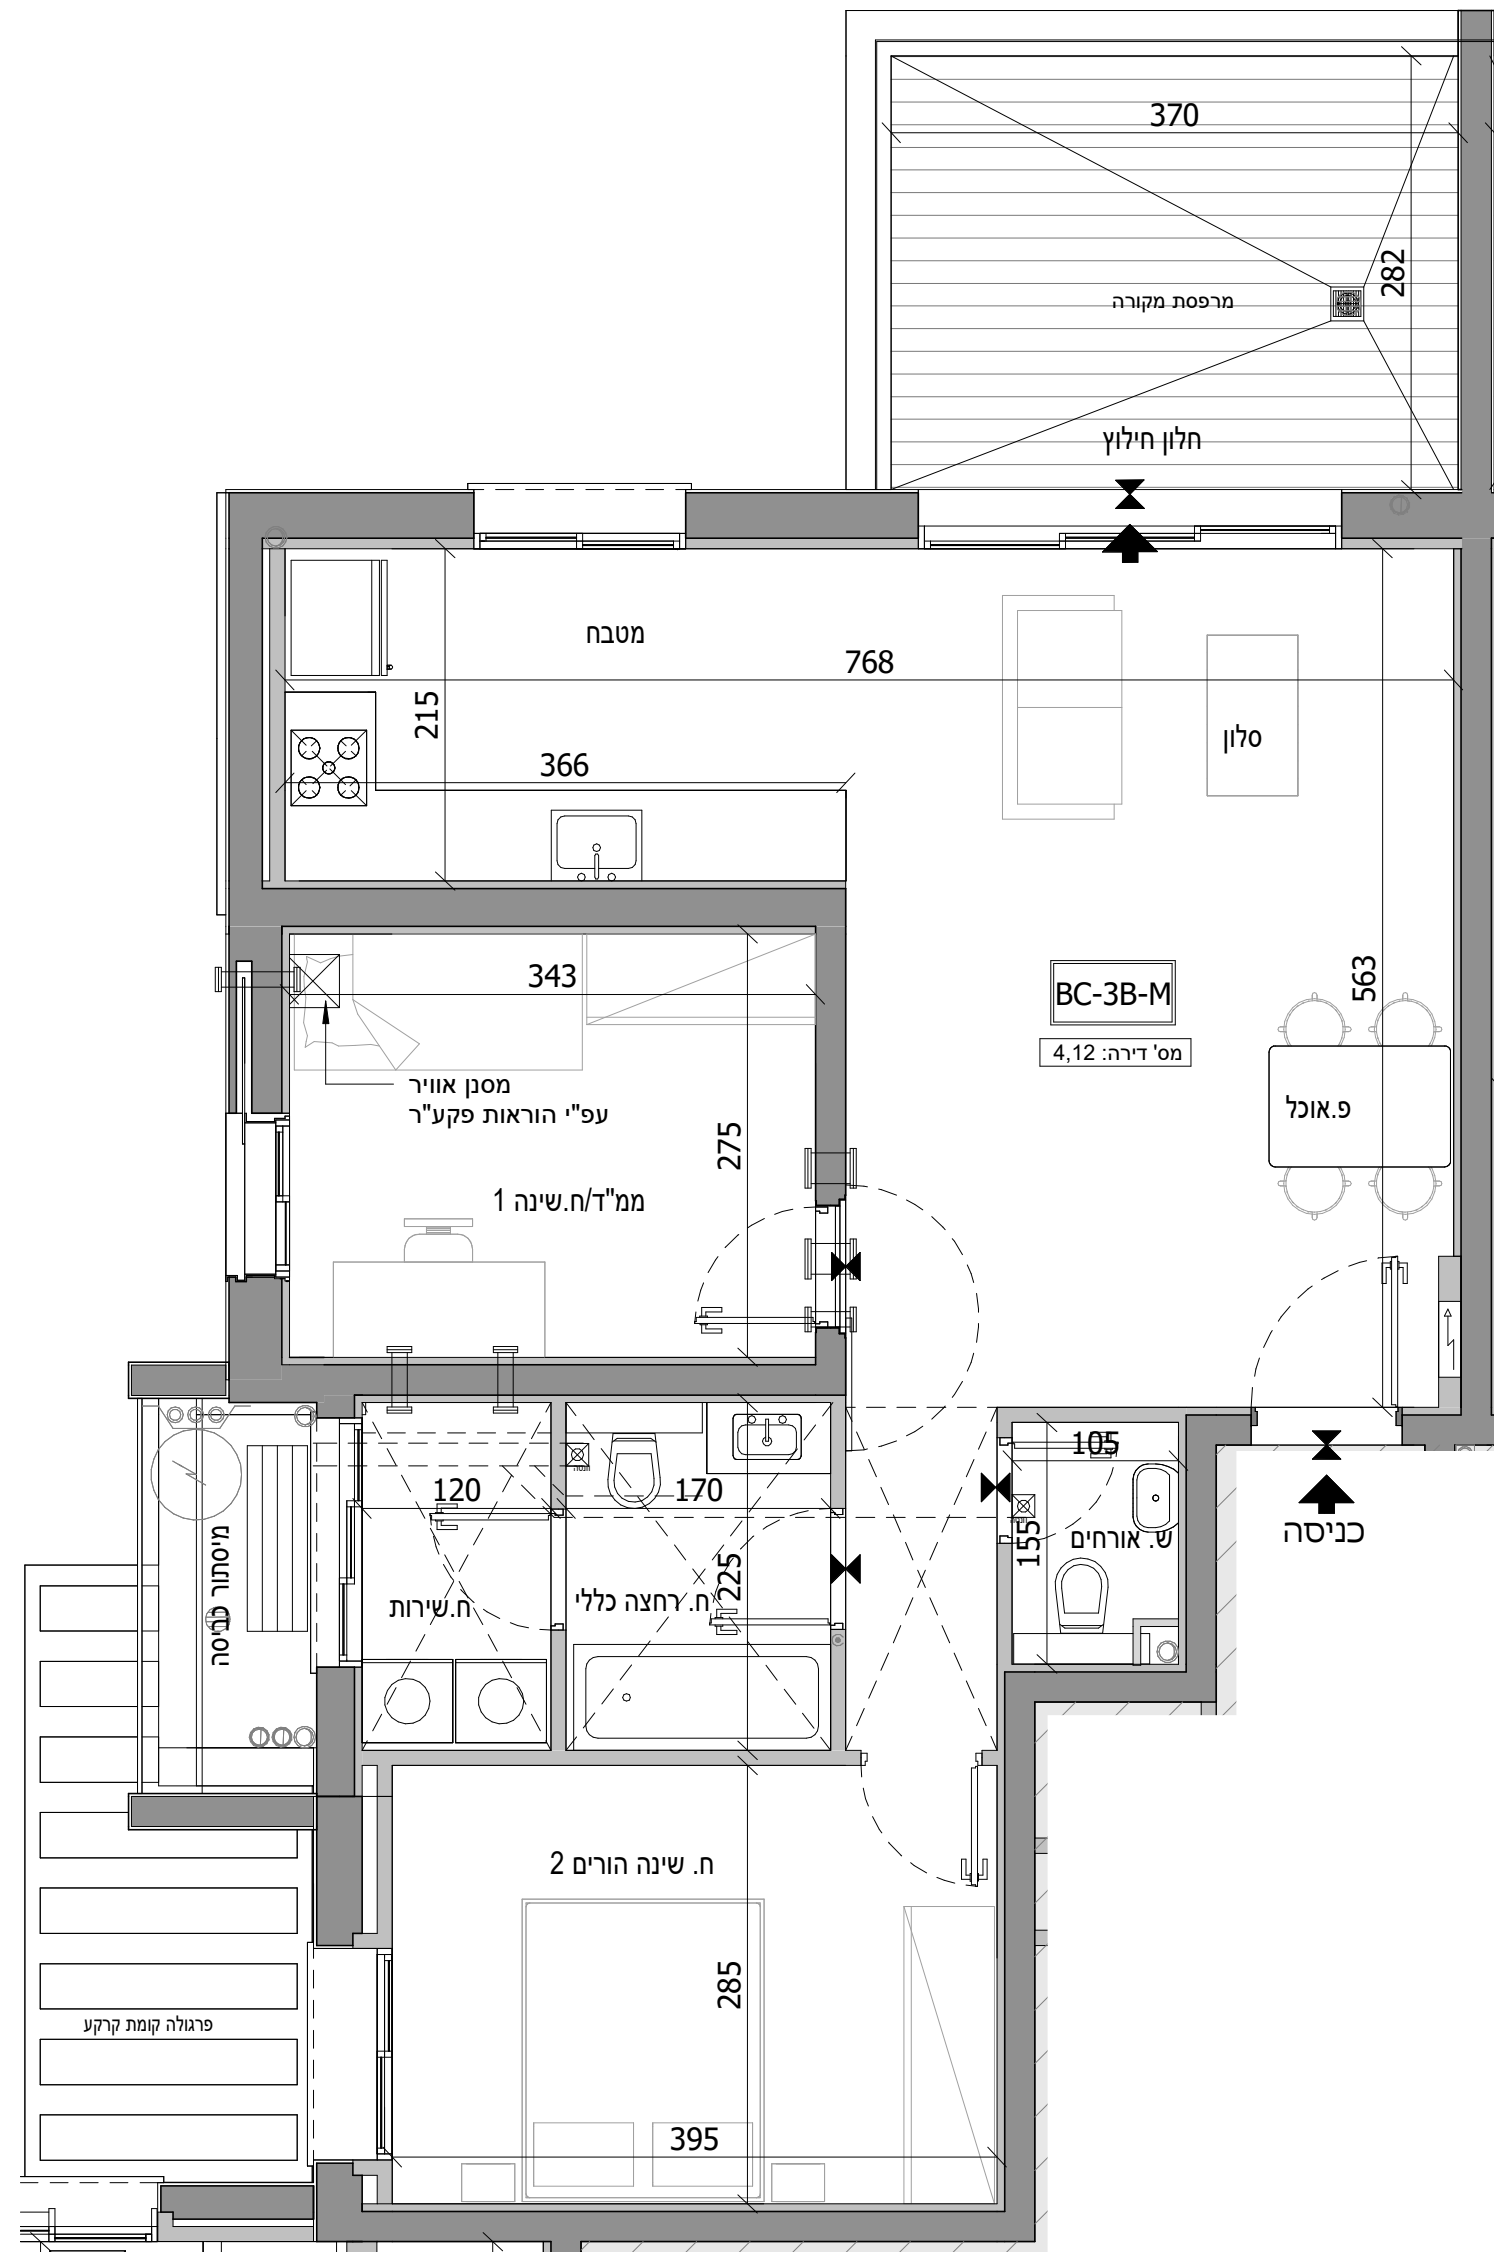 370
282
מרפסת מקורה
חלון חילוץ
מטבח
768
215
סלון
366
BC-3B-M
מס' דירה: 4,12
563
343
מסנן אוויר
עפ"י הוראות פקע"ר
פ.אוכל
275
ממ"ד/ח.שינה 1
105
120
170
155
ש. אורחים
כניסה
מיסתור כביסה
225
ח. רחצה כללי
ח.שירות
ח. שינה הורים 2
285
פרגולה קומת קרקע
395